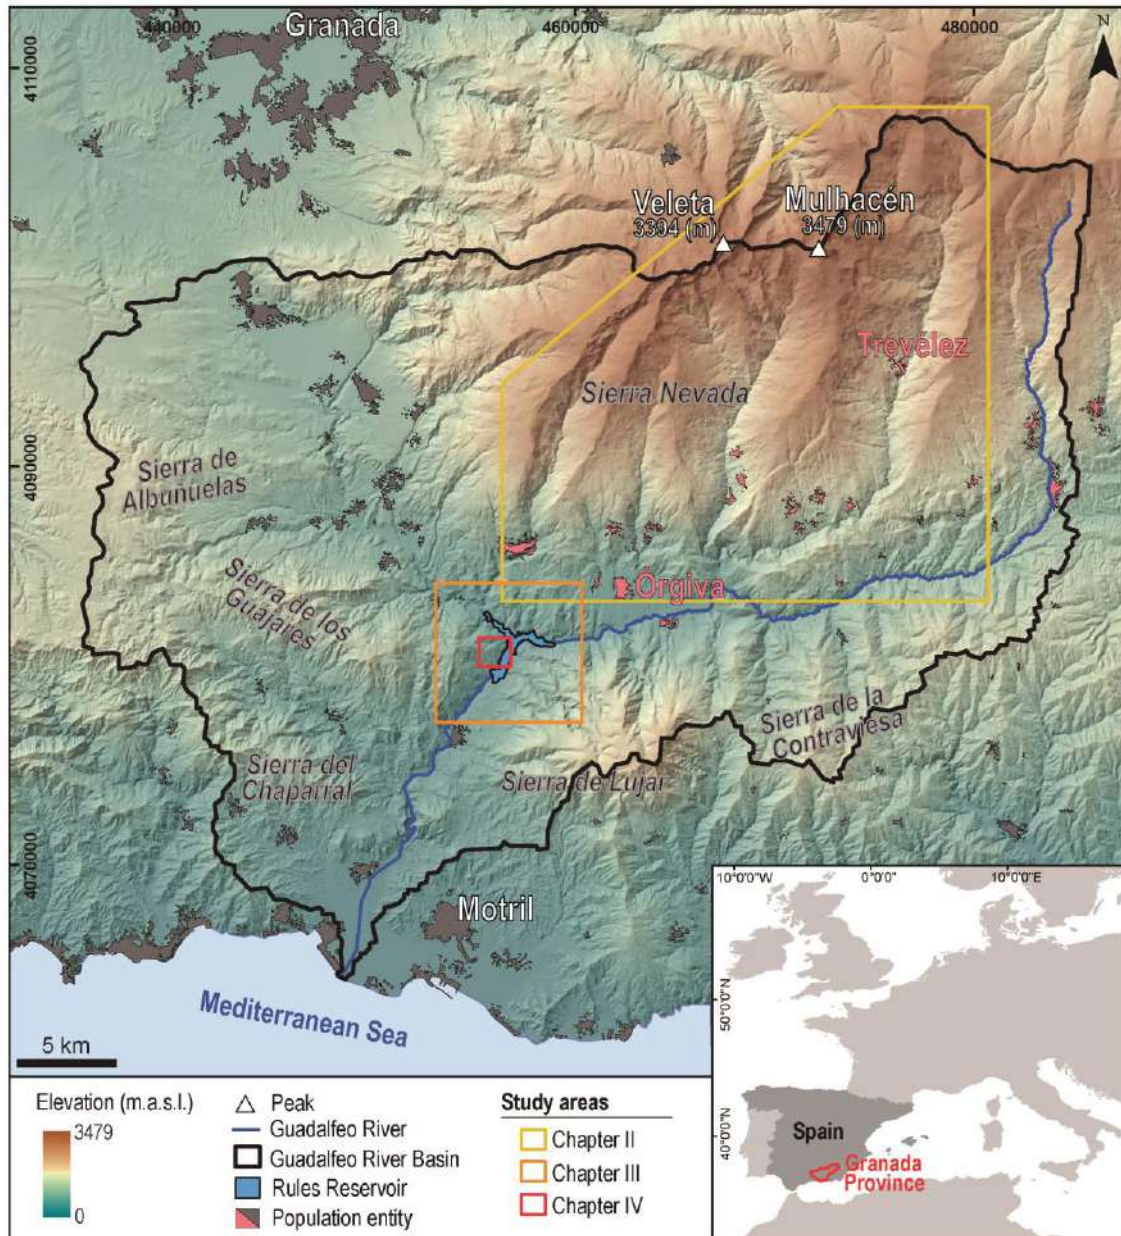 440000
460000
480000
Granada
N
4110000
Veleta
3394 (m)
Mulhacén
3479 (m)
Trevélez
Sierra Nevada
4090000
Sierra de
Albuñuelas
Sierra de los
Guájares
Órgiva
Sierra de la
Contraviesa
Sierra del
Chaparral
Sierra de Lujar
4070000
Motril
Mediterranean Sea
5 km
10°0'0"W
0°0'0"
10°0'0"E
50°0'0"N
40°0'0"N
Spain
Granada
Province
Elevation (m.a.s.l.)
3479
0
Peak
Guadalfeo River
Guadalfeo River Basin
Rules Reservoir
Population entity
Study areas
Chapter II
Chapter III
Chapter IV